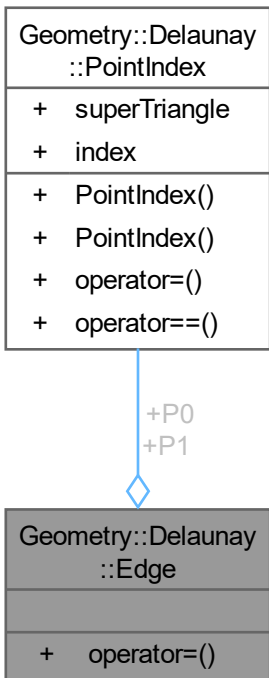 Geometry::Delaunay
::PointIndex
+ superTriangle
+ index
+ PointIndex()
+ PointIndex()
+ operator=()
+ operator==()
+P0
+P1
Geometry::Delaunay
::Edge
+ operator=()